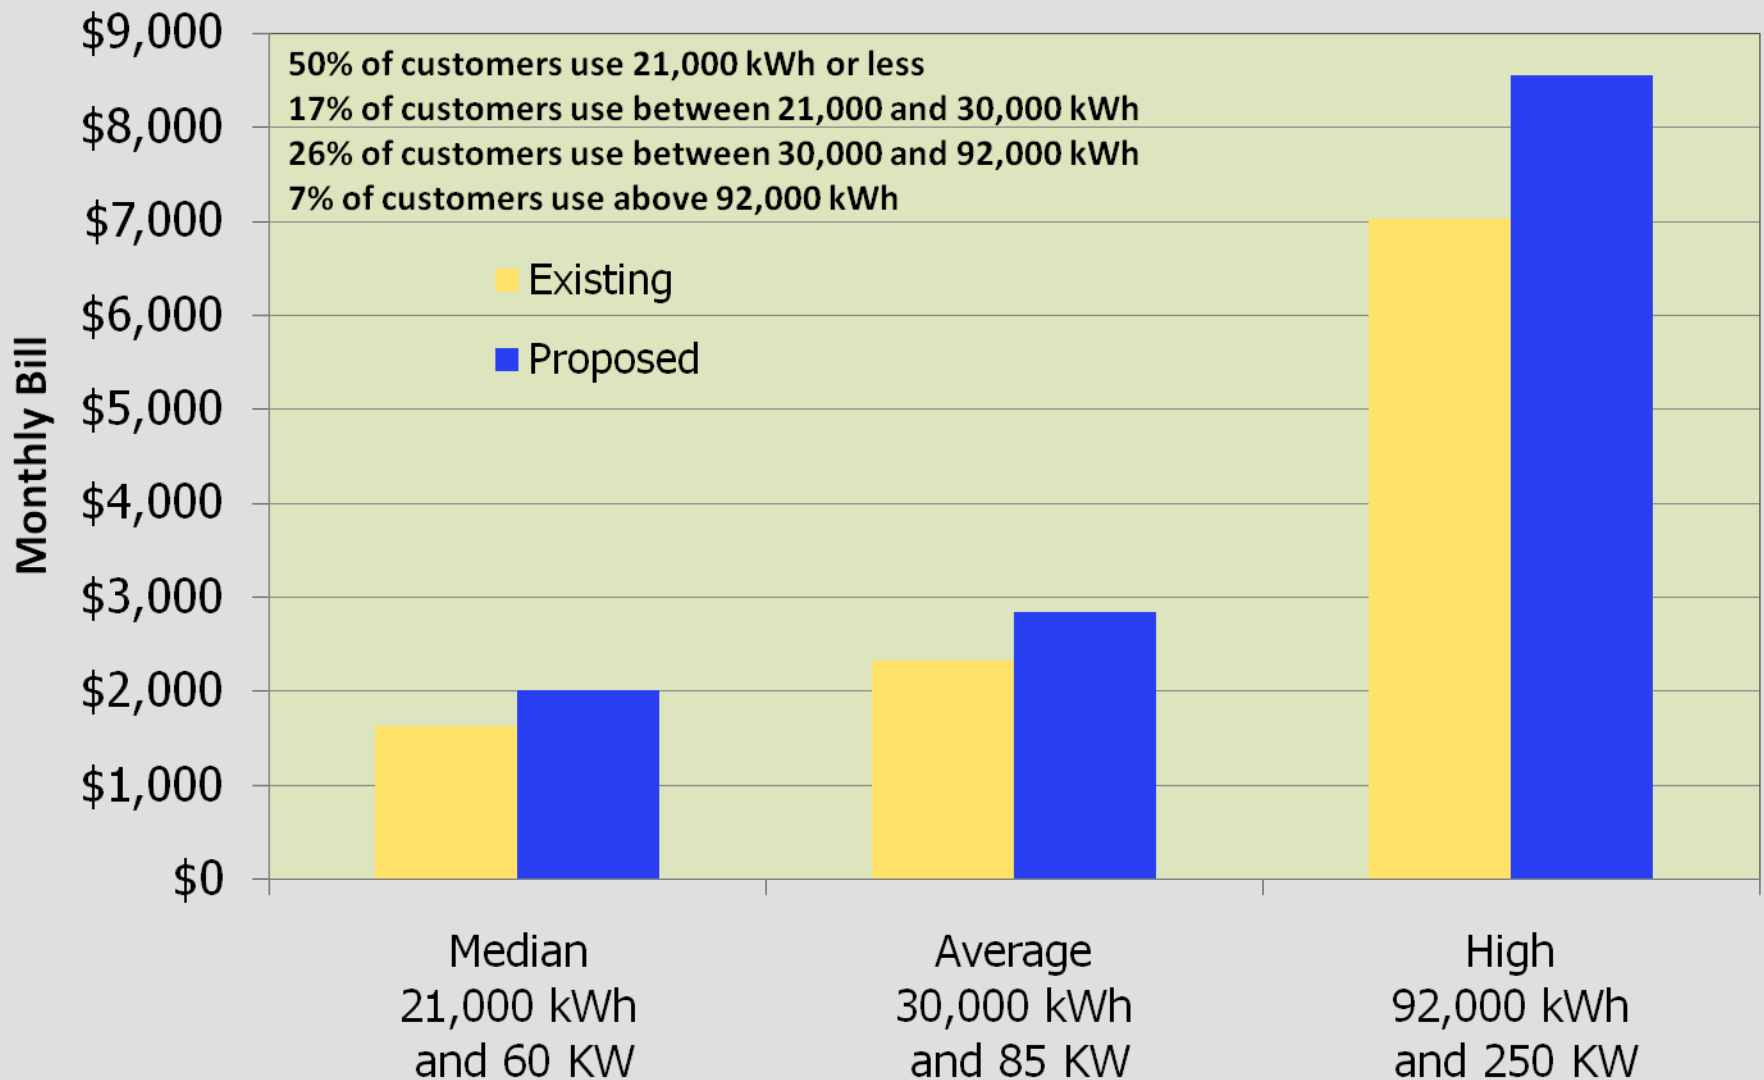 $9,000
$8,000
$7,000
$6,000
$5,000
$4,000
$3,000
$2,000
$1,000
$0
Monthly Bill
50% of customers use 21,000 kWh or less
17% of customers use between 21,000 and 30,000 kWh
26% of customers use between 30,000 and 92,000 kWh
7% of customers use above 92,000 kWh
Existing
Proposed
Median
21,000 kWh
and 60 KW
Average
30,000 kWh
and 85 KW
High
92,000 kWh
and 250 KW